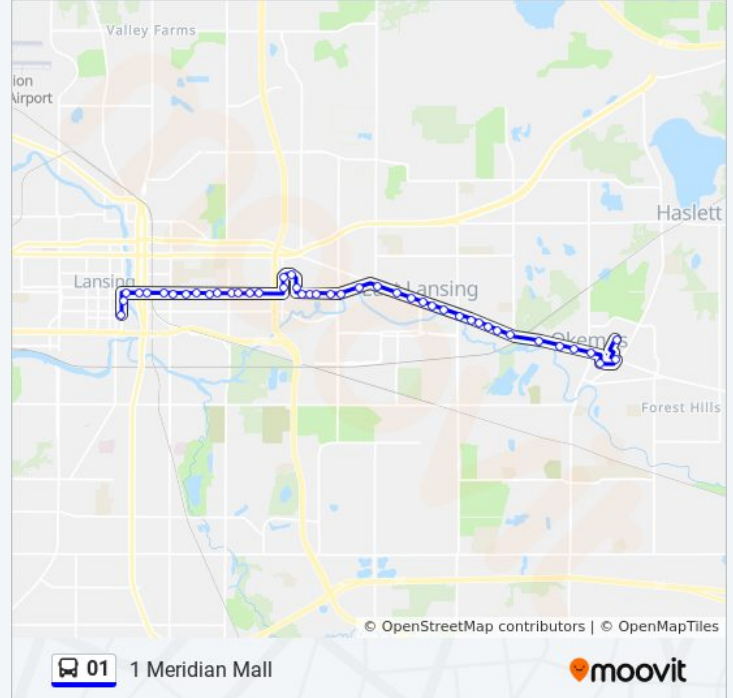 Valley Farms
ion
Airport
Haslett
Lansing
East Lansing
Okemos
Forest Hills
© OpenStreetMap contributors | © OpenMapTiles
01 1 Meridian Mall
moovit